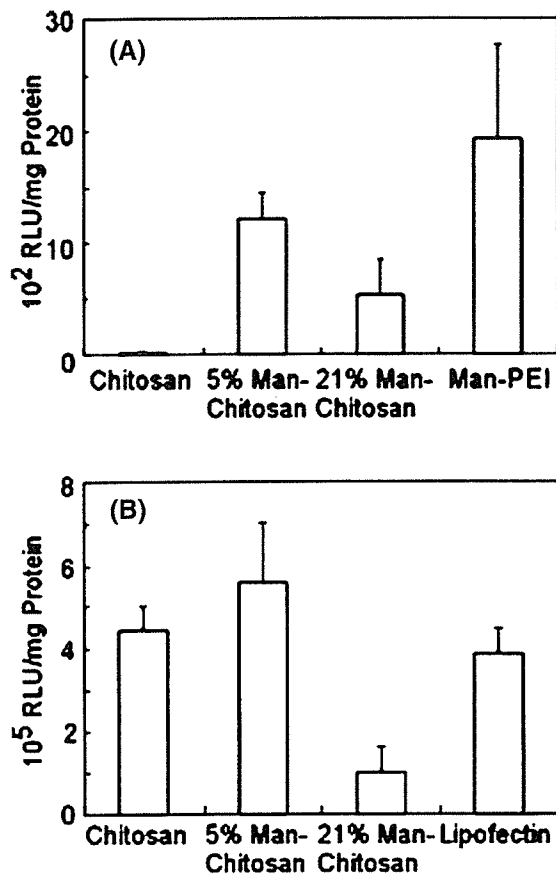 (A)
30
20
10
0
10² RLU/mg Protein
Chitosan 5% Man- 21% Man- Man-PEI
Chitosan Chitosan
(B)
8
6
4
2
0
10⁵ RLU/mg Protein
Chitosan 5% Man- 21% Man- Lipofectin
Chitosan Chitosan